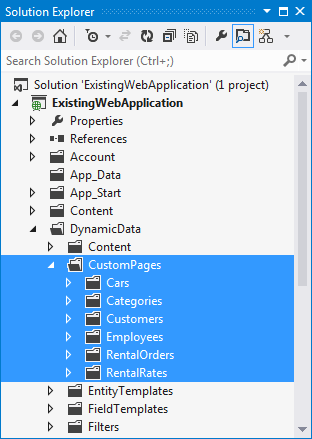 Solution Explorer
Search Solution Explorer (Ctrl+;)
Solution 'ExistingWebApplication' (1 project)
ExistingWebApplication
Properties
References
Account
App_Data
App_Start
Content
DynamicData
Content
CustomPages
Cars
Categories
Customers
Employees
RentalOrders
RentalRates
EntityTemplates
FieldTemplates
Filters